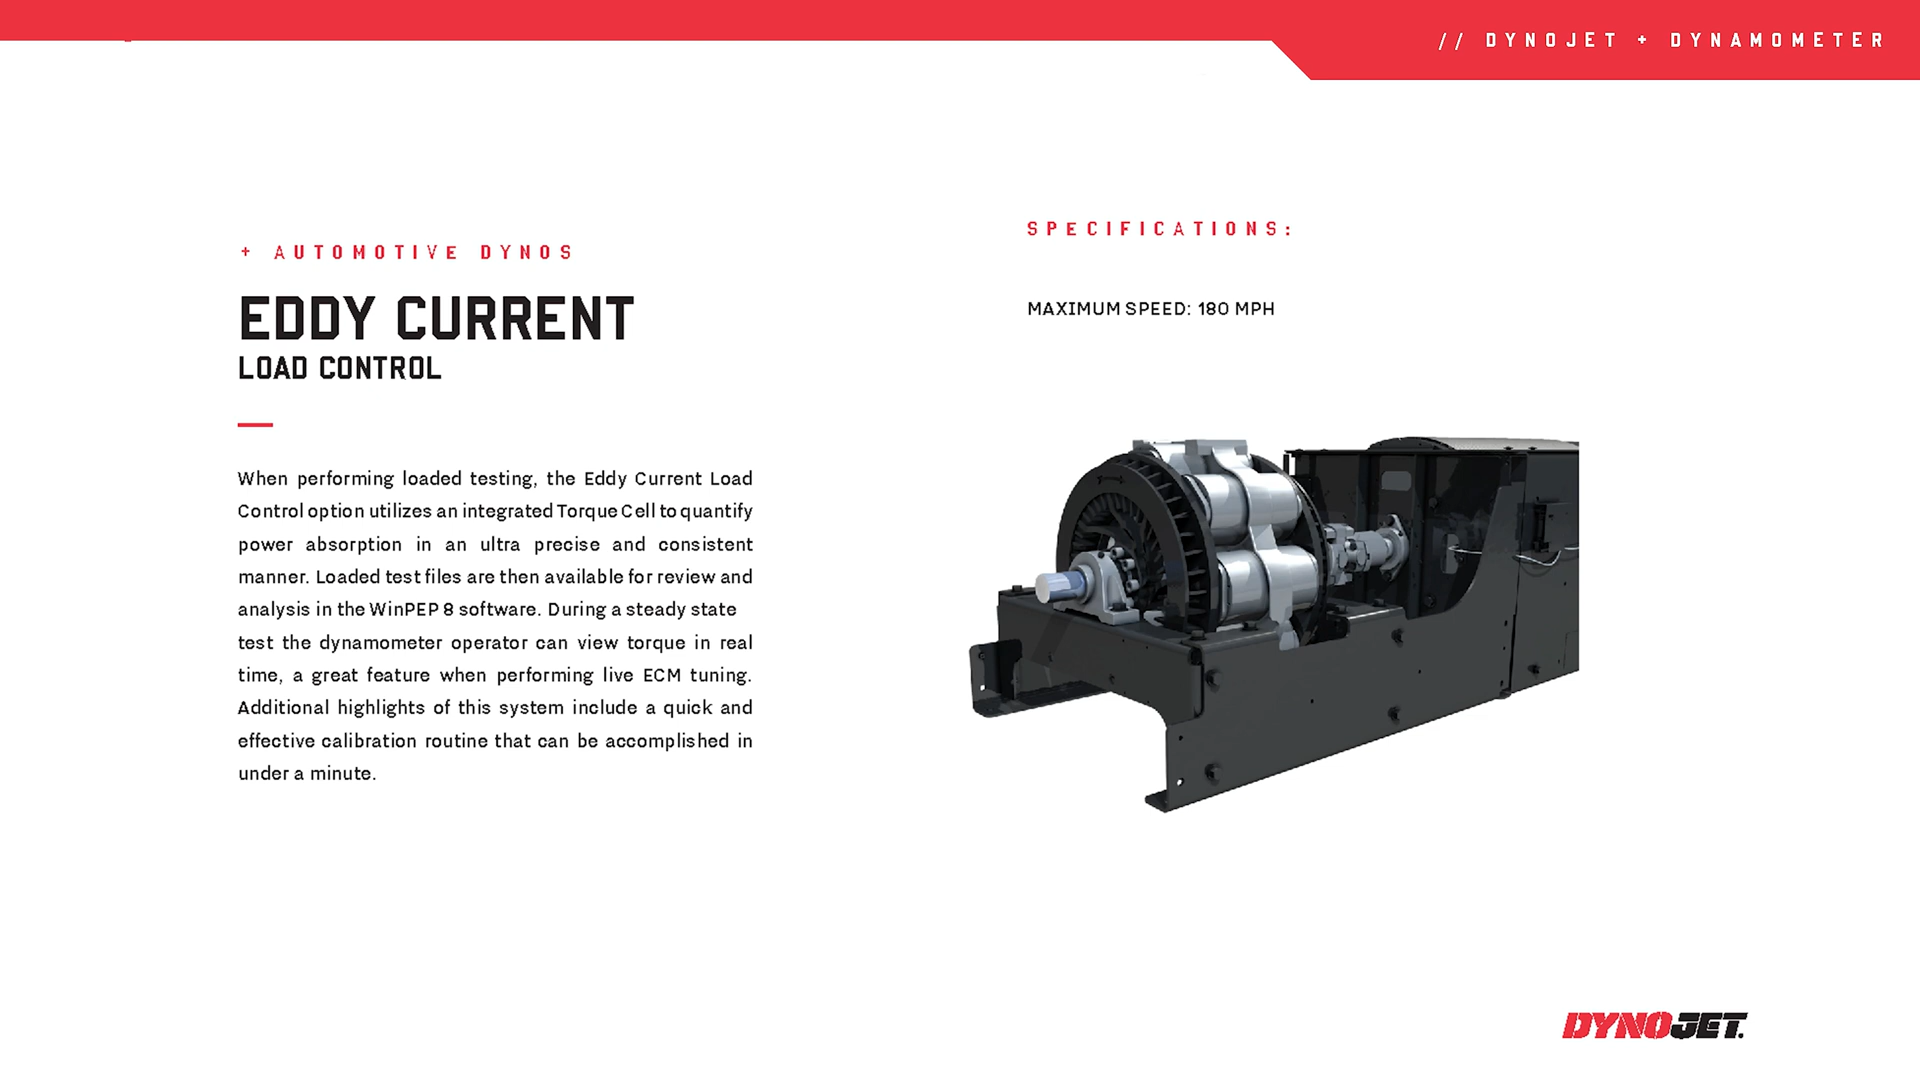 // DYNOJET + DYNAMOMETER
+ AUTOMOTIVE DYNOS
EDDY CURRENT
LOAD CONTROL
When performing loaded testing, the Eddy Current Load
Control option utilizes an integrated Torque Cell to quantify
power absorption in an ultra precise and consistent
manner. Loaded test files are then available for review and
analysis in the WinPEP 8 software. During a steady state
test the dynamometer operator can view torque in real
time, a great feature when performing live ECM tuning.
Additional highlights of this system include a quick and
effective calibration routine that can be accomplished in
under a minute.
SPECIFICATIONS:
MAXIMUM SPEED: 180 MPH
DYNOJET.